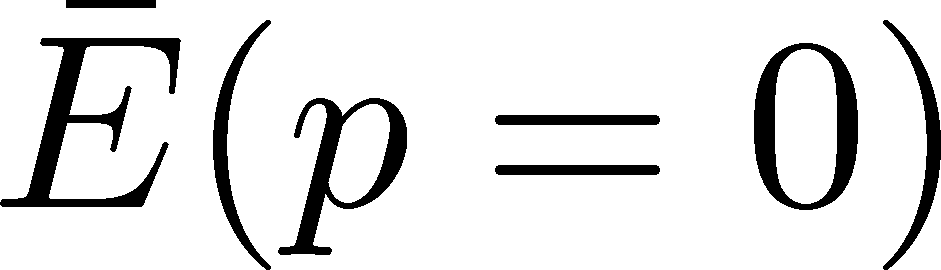 Ē(p = 0)